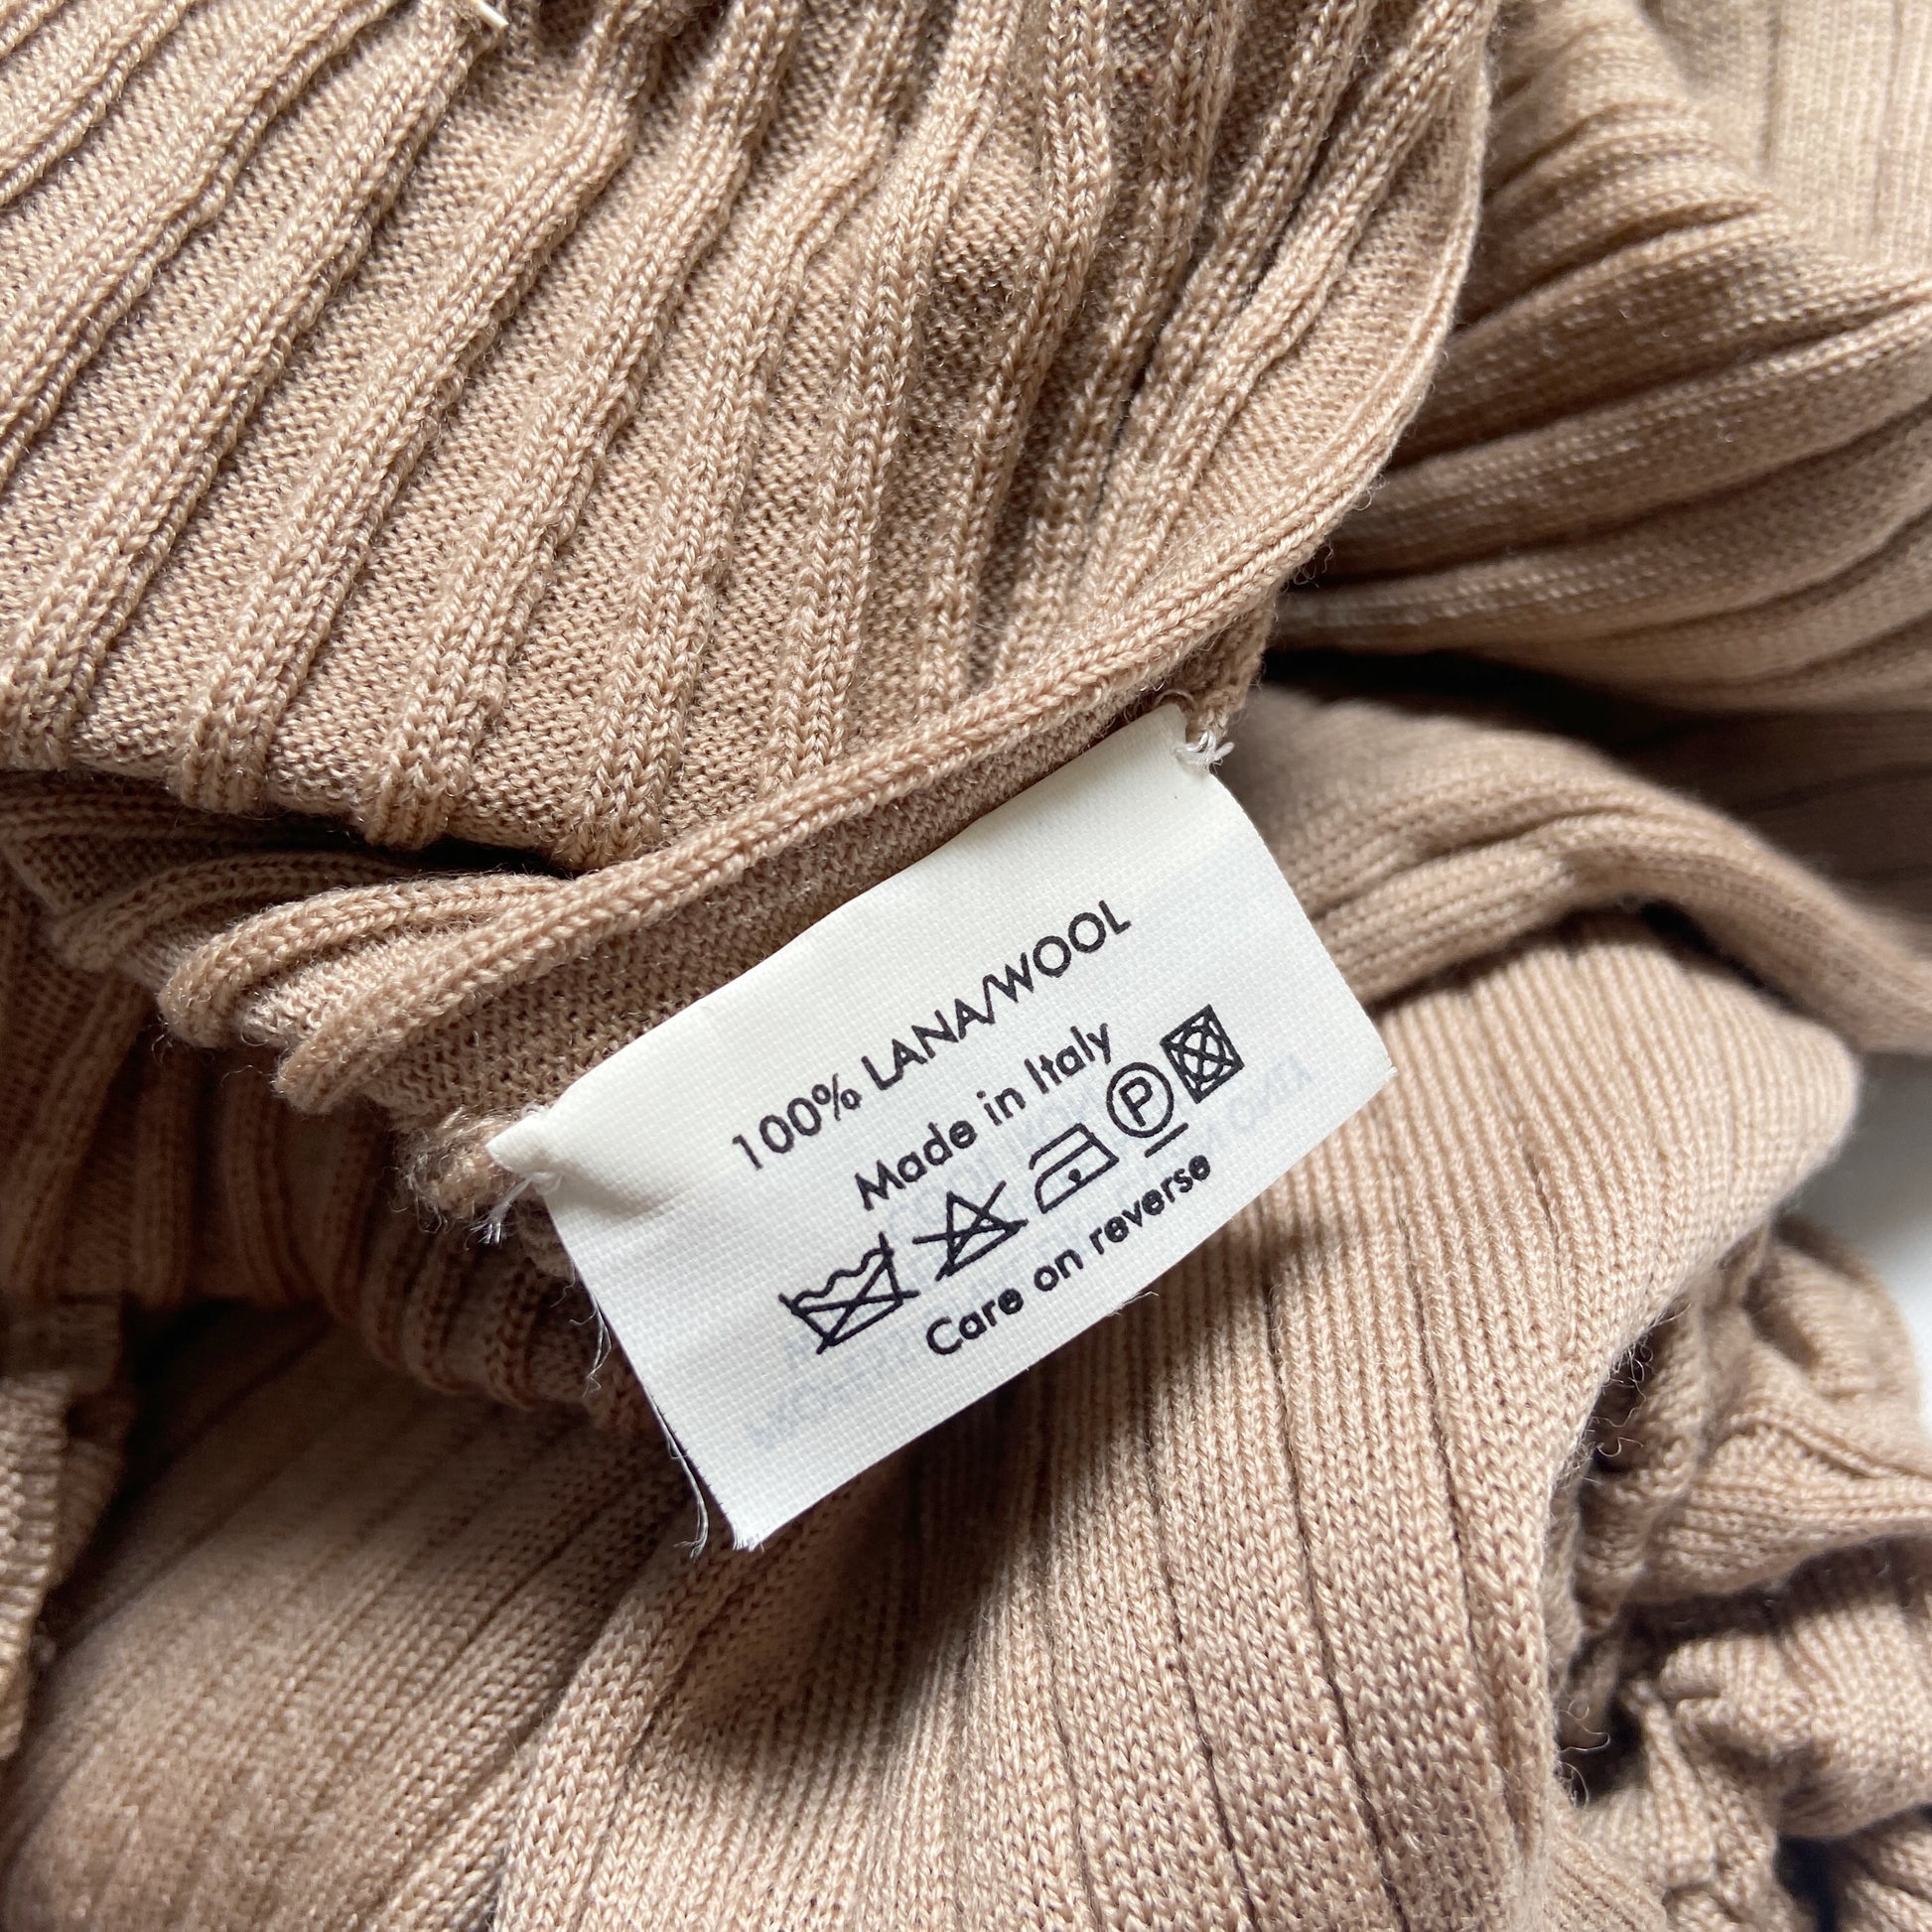 100% LANA/WOOL
Made in Italy
P
Care on reverse